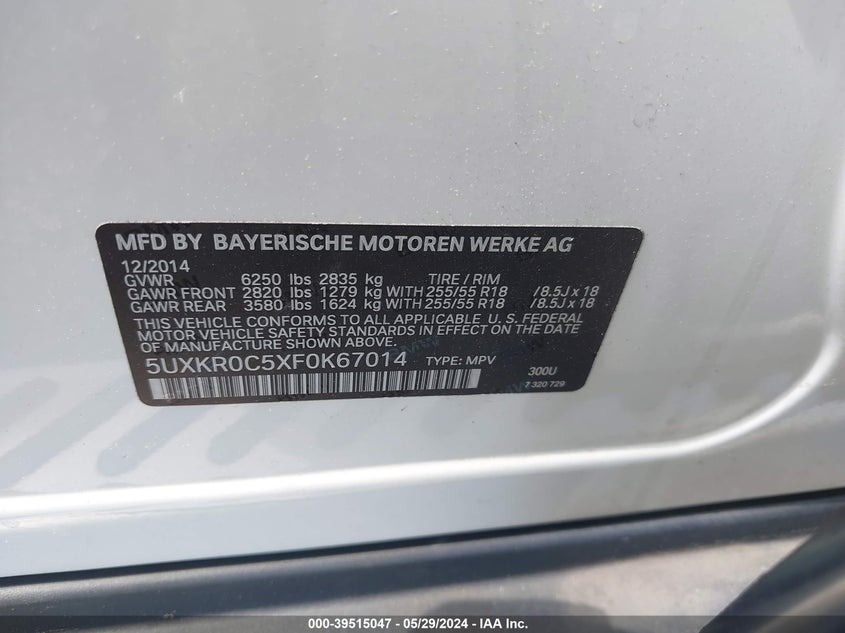 MFD BY BAYERISCHE MOTOREN WERKE AG
12/2014
GVWR 6250 lbs 2835 kg TIRE / RIM
GAWR FRONT 2820 lbs 1279 kg WITH 255/55 R18 /8.5J x 18
GAWR REAR 3580 lbs 1624 kg WITH 255/55 R18 /8.5J x 18
THIS VEHICLE CONFORMS TO ALL APPLICABLE U. S. FEDERAL
MOTOR VEHICLE SAFETY STANDARDS IN EFFECT ON THE DATE
OF MANUFACTURE SHOWN ABOVE.
5UXKR0C5XF0K67014 TYPE: MPV
300U
7 320 729
000-39515047 - 05/29/2024 - IAA Inc.